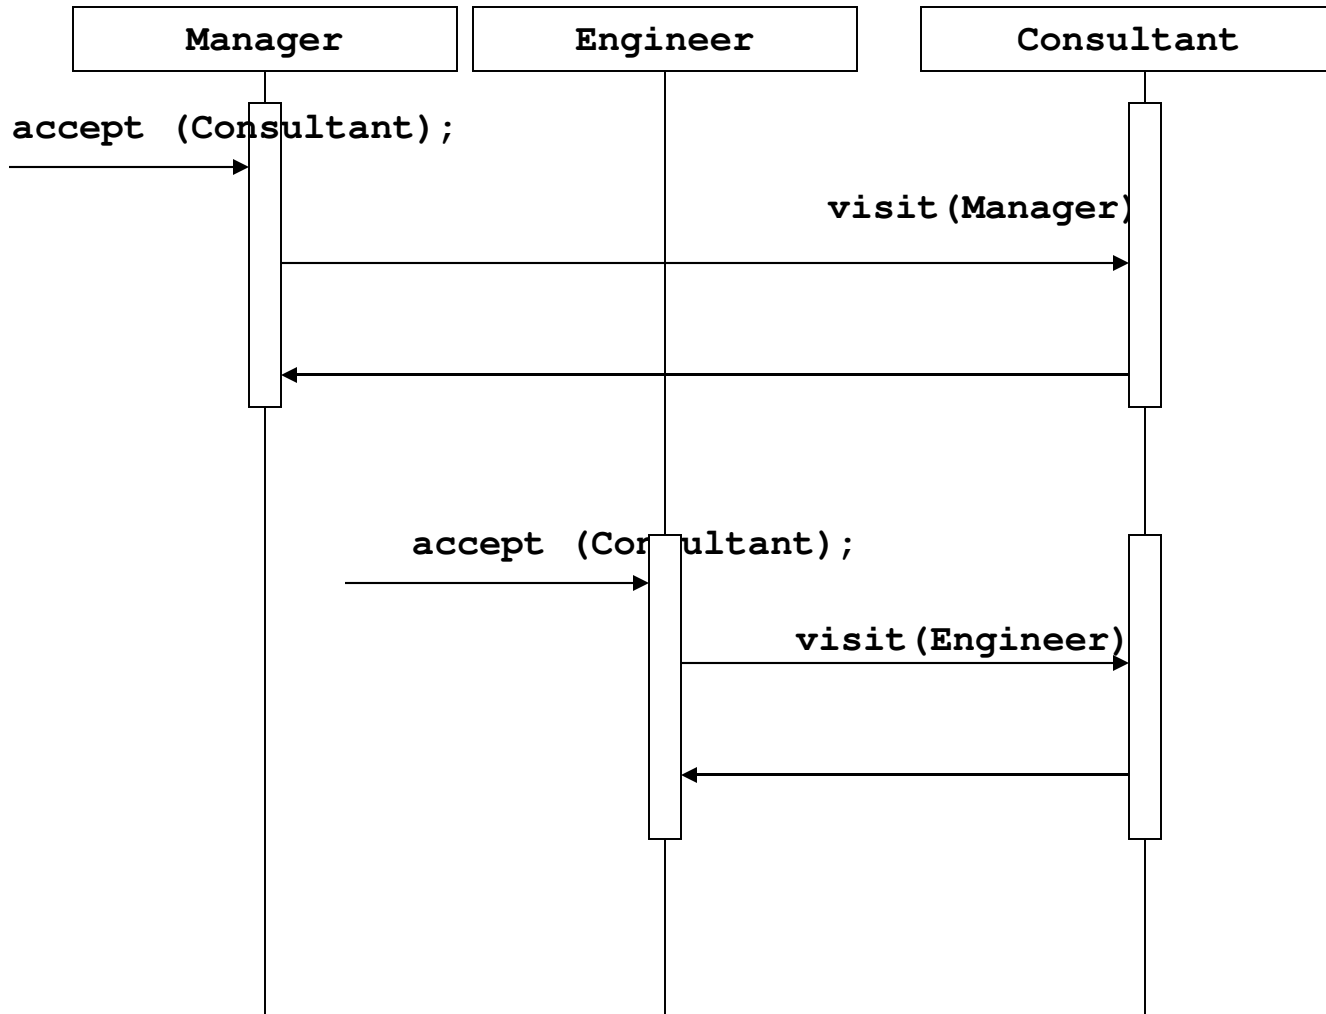 Manager
Engineer
Consultant
accept (Consultant);
visit(Manager)
accept (Consultant);
visit(Engineer)